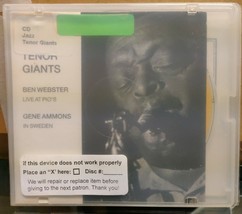 CD
Jazz
Tenor Giants
TENOR
GIANTS
BEN WEBSTER
LIVE AT PIO'S
GENE AMMONS
IN SWEDEN
If this device does not work properly
Place an "X" here: Disc #:______
We will repair or replace item before
giving to the next patron. Thank you!